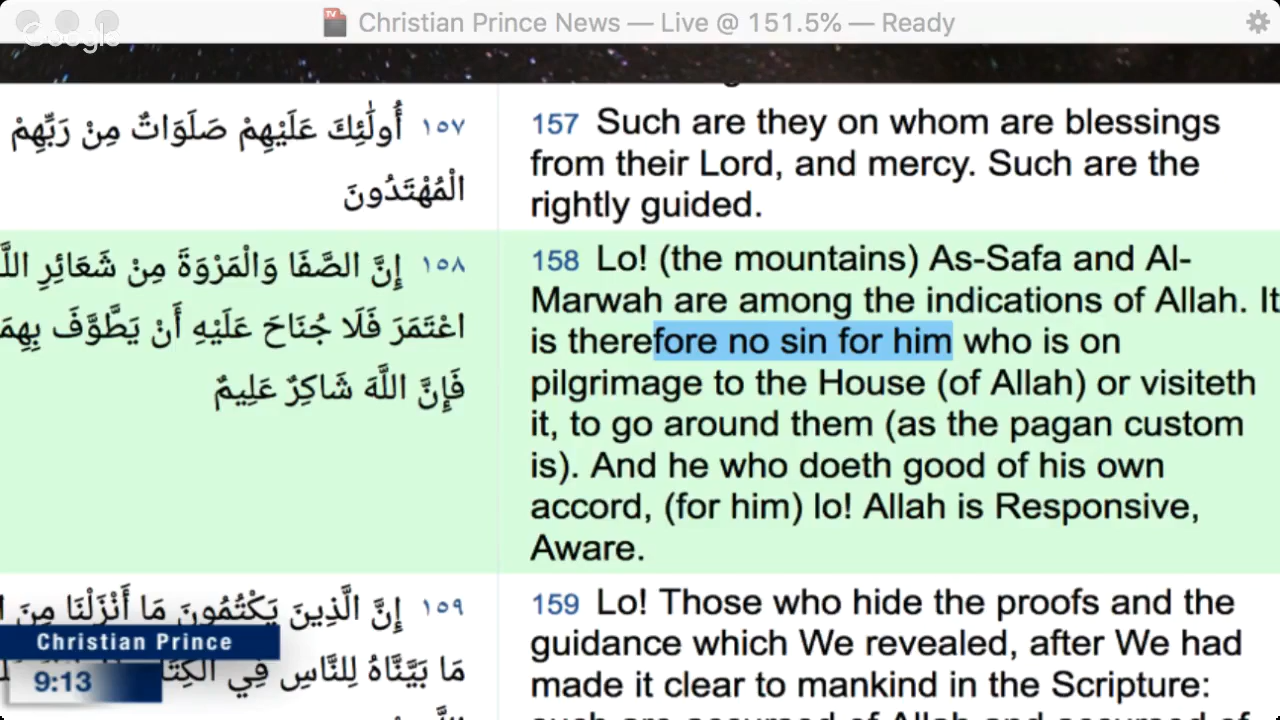 Google
Christian Prince News — Live @ 151.5% — Ready
١٥٧ أُولَٰئِكَ عَلَيْهِمْ صَلَوَاتٌ مِنْ رَبِّهِمْ
الْمُهْتَدُونَ
157 Such are they on whom are blessings
from their Lord, and mercy. Such are the
rightly guided.
١٥٨ إِنَّ الصَّفَا وَالْمَرْوَةَ مِنْ شَعَائِرِ
اعْتَمَرَ فَلَا جُنَاحَ عَلَيْهِ أَنْ يَطَّوَّفَ
فَإِنَّ اللَّهَ شَاكِرٌ عَلِيمٌ
158 Lo! (the mountains) As-Safa and Al-
Marwah are among the indications of Allah. It
is therefore no sin for him who is on
pilgrimage to the House (of Allah) or visiteth
it, to go around them (as the pagan custom
is). And he who doeth good of his own
accord, (for him) lo! Allah is Responsive,
Aware.
١٥٩ إِنَّ الَّذِينَ يَكْتُمُونَ مَا أَنْزَلْنَا مِنَ
مَا بَيَّنَّاهُ لِلنَّاسِ فِي
159 Lo! Those who hide the proofs and the
guidance which We revealed, after We had
made it clear to mankind in the Scripture:
Christian Prince
9:13